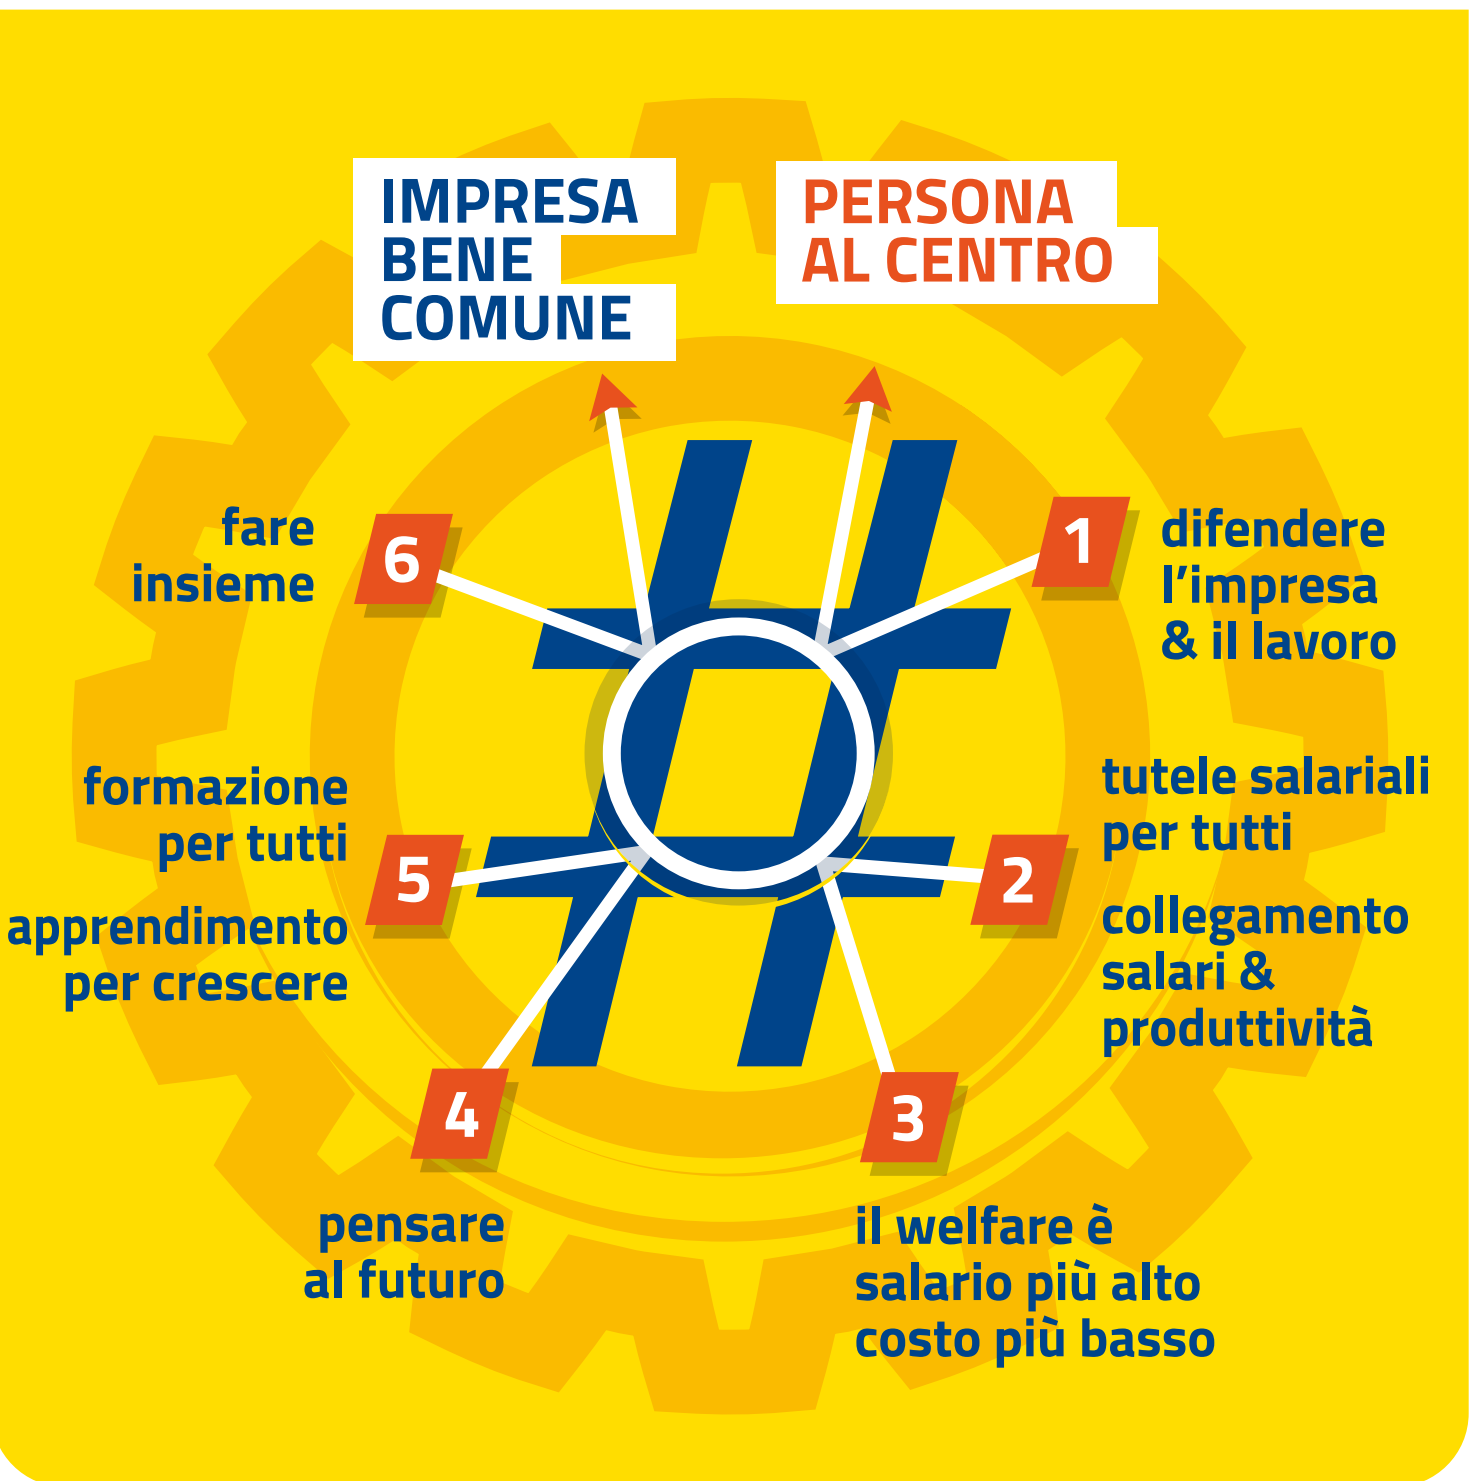 IMPRESA
BENE
COMUNE
PERSONA
AL CENTRO
#
1
difendere
l’impresa
& il lavoro
2
tutele salariali
per tutti
collegamento
salari &
produttività
3
il welfare è
salario più alto
costo più basso
4
pensare
al futuro
5
formazione
per tutti
apprendimento
per crescere
6
fare
insieme